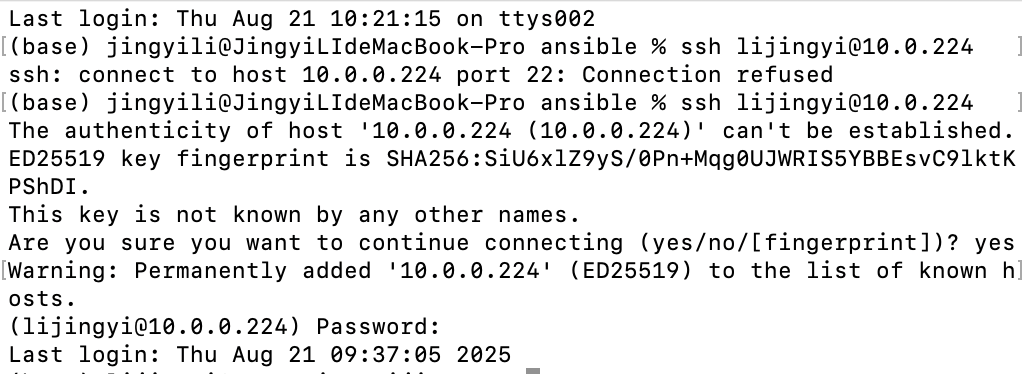 Last login: Thu Aug 21 10:21:15 on ttys002
[(base) jingyili@JingyiLIdeMacBook-Pro ansible % ssh lijingyi@10.0.0.224 ]
ssh: connect to host 10.0.0.224 port 22: Connection refused
[(base) jingyili@JingyiLIdeMacBook-Pro ansible % ssh lijingyi@10.0.0.224 ]
The authenticity of host '10.0.0.224 (10.0.0.224)' can't be established.
ED25519 key fingerprint is SHA256:SiU6xlZ9yS/0Pn+Mqg0UJWRIS5YBBEsvC9lktK
PShDI.
This key is not known by any other names.
Are you sure you want to continue connecting (yes/no/[fingerprint])? yes
[Warning: Permanently added '10.0.0.224' (ED25519) to the list of known h]
osts.
(lijingyi@10.0.0.224) Password:
Last login: Thu Aug 21 09:37:05 2025